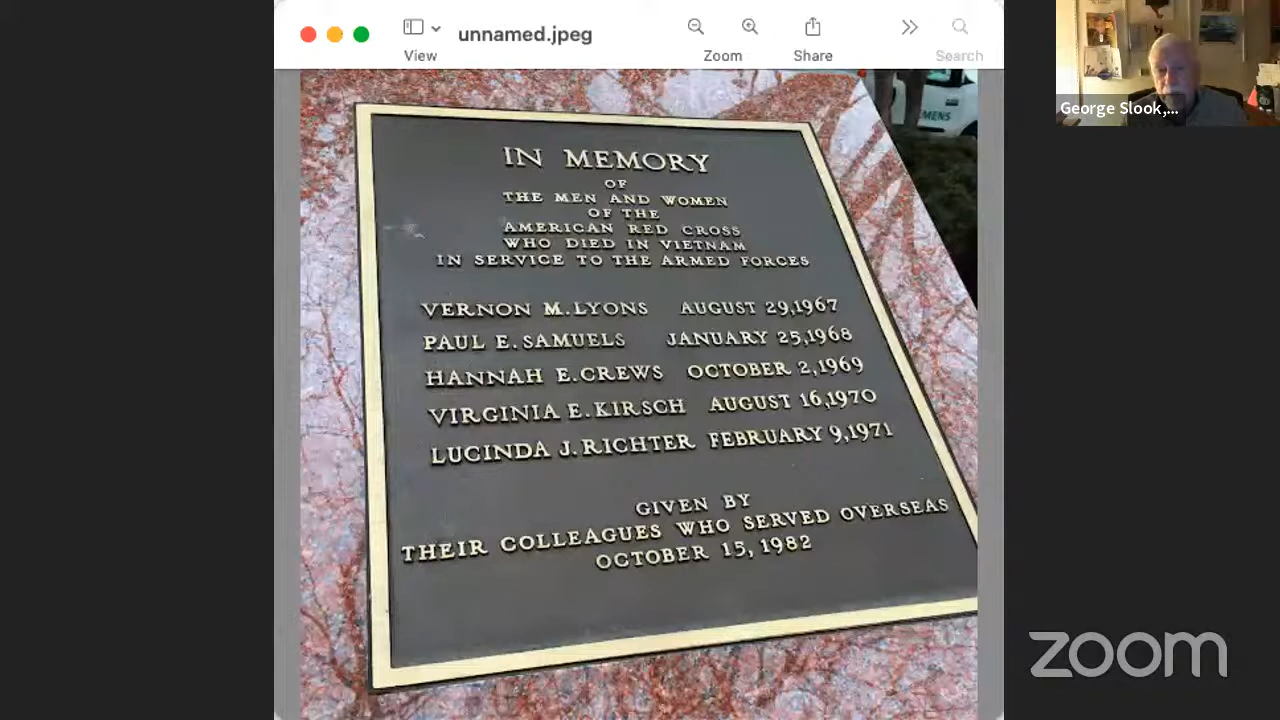 unnamed.jpeg
View
Zoom
Share
Search
George Slook,...
MENS
IN MEMORY
OF
THE MEN AND WOMEN
OF THE
AMERICAN RED CROSS
WHO DIED IN VIETNAM
IN SERVICE TO THE ARMED FORCES
VERNON M. LYONS AUGUST 29, 1967
PAUL E. SAMUELS JANUARY 25, 1968
HANNAH E. CREWS OCTOBER 2, 1969
VIRGINIA E. KIRSCH AUGUST 16, 1970
LUCINDA J. RICHTER FEBRUARY 9, 1971
GIVEN BY
THEIR COLLEAGUES WHO SERVED OVERSEAS
OCTOBER 15, 1982
zoom